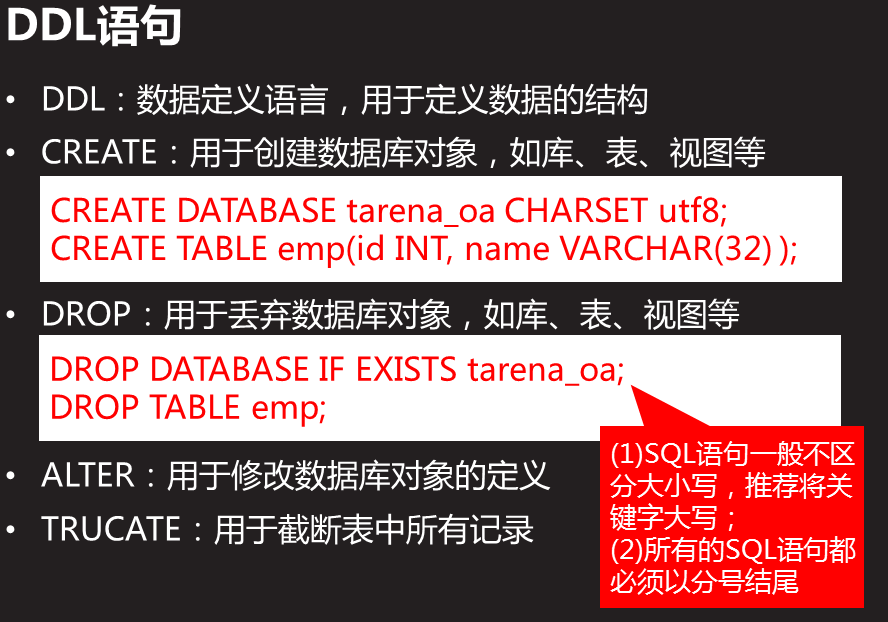 DDL语句
• DDL：数据定义语言，用于定义数据的结构
• CREATE：用于创建数据库对象，如库、表、视图等
CREATE DATABASE tarena_oa CHARSET utf8;
CREATE TABLE emp(id INT, name VARCHAR(32) );
• DROP：用于丢弃数据库对象，如库、表、视图等
DROP DATABASE IF EXISTS tarena_oa;
DROP TABLE emp;
• ALTER：用于修改数据库对象的定义
• TRUCATE：用于截断表中所有记录
(1)SQL语句一般不区
分大小写，推荐将关
键字大写；
(2)所有的SQL语句都
必须以分号结尾